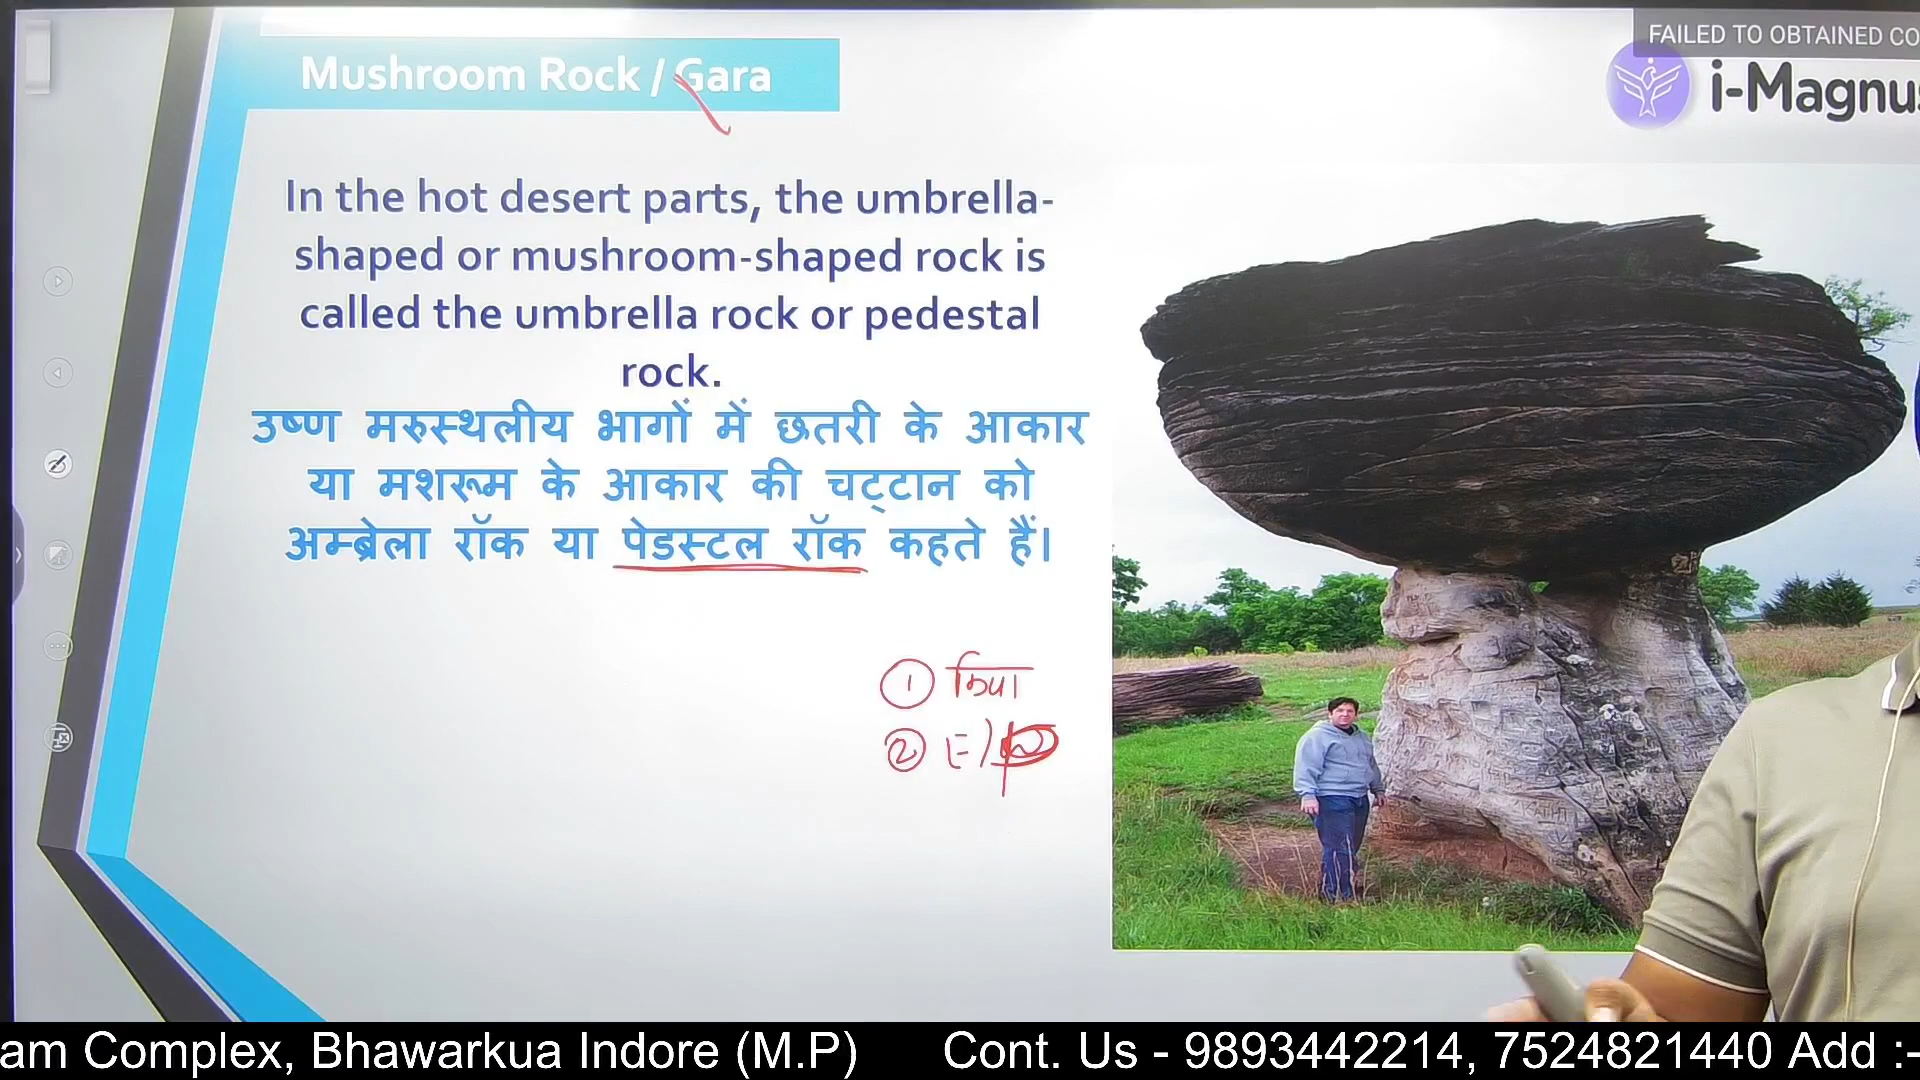 FAILED TO OBTAINED CO
Mushroom Rock / Gara
i-Magnus
In the hot desert parts, the umbrella-
shaped or mushroom-shaped rock is
called the umbrella rock or pedestal
rock.
उष्ण मरुस्थलीय भागों में छतरी के आकार
या मशरूम के आकार की चट्टान को
अम्ब्रेला रॉक या पेडस्टल रॉक कहते हैं।
1
2 E/
am Complex, Bhawarkua Indore (M.P) Cont. Us - 9893442214, 7524821440 Add :-